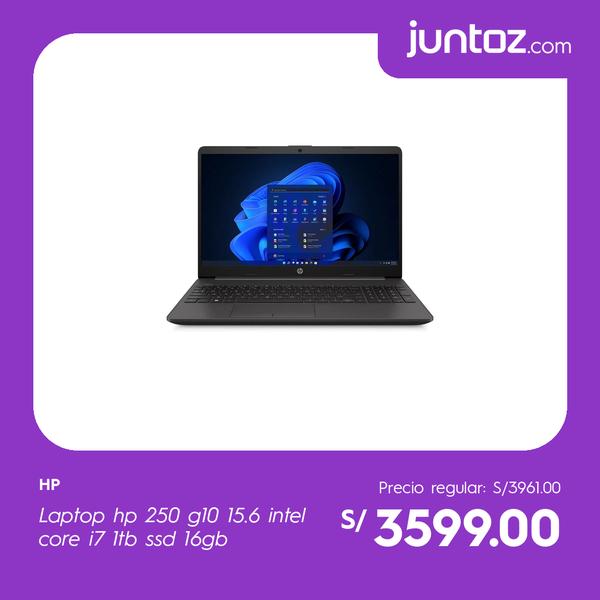 juntoz.com
hp
HP
Laptop hp 250 g10 15.6 intel
core i7 1tb ssd 16gb
Precio regular: S/3961.00
S/ 3599.00